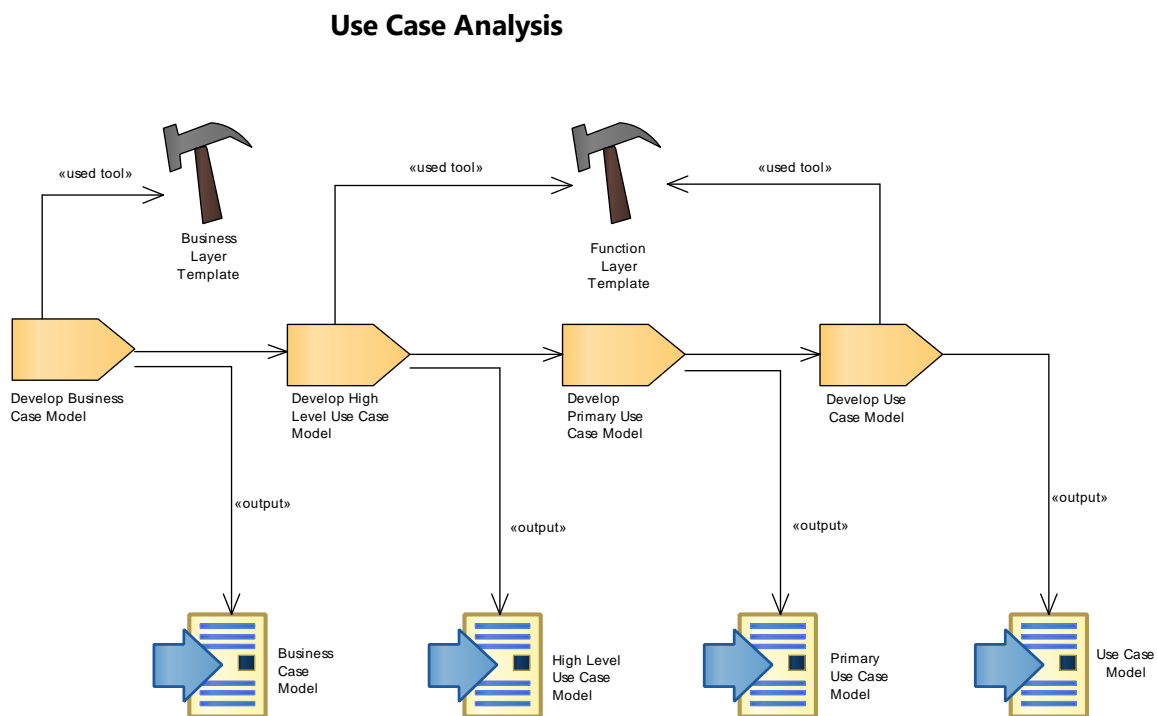 Use Case Analysis
«used tool»
«used tool»
«used tool»
Business
Layer
Template
Function
Layer
Template
Develop Business
Case Model
Develop High
Level Use Case
Model
Develop
Primary Use
Case Model
Develop Use
Case Model
«output»
«output»
«output»
«output»
Business
Case
Model
High Level
Use Case
Model
Primary
Use Case
Model
Use Case
Model